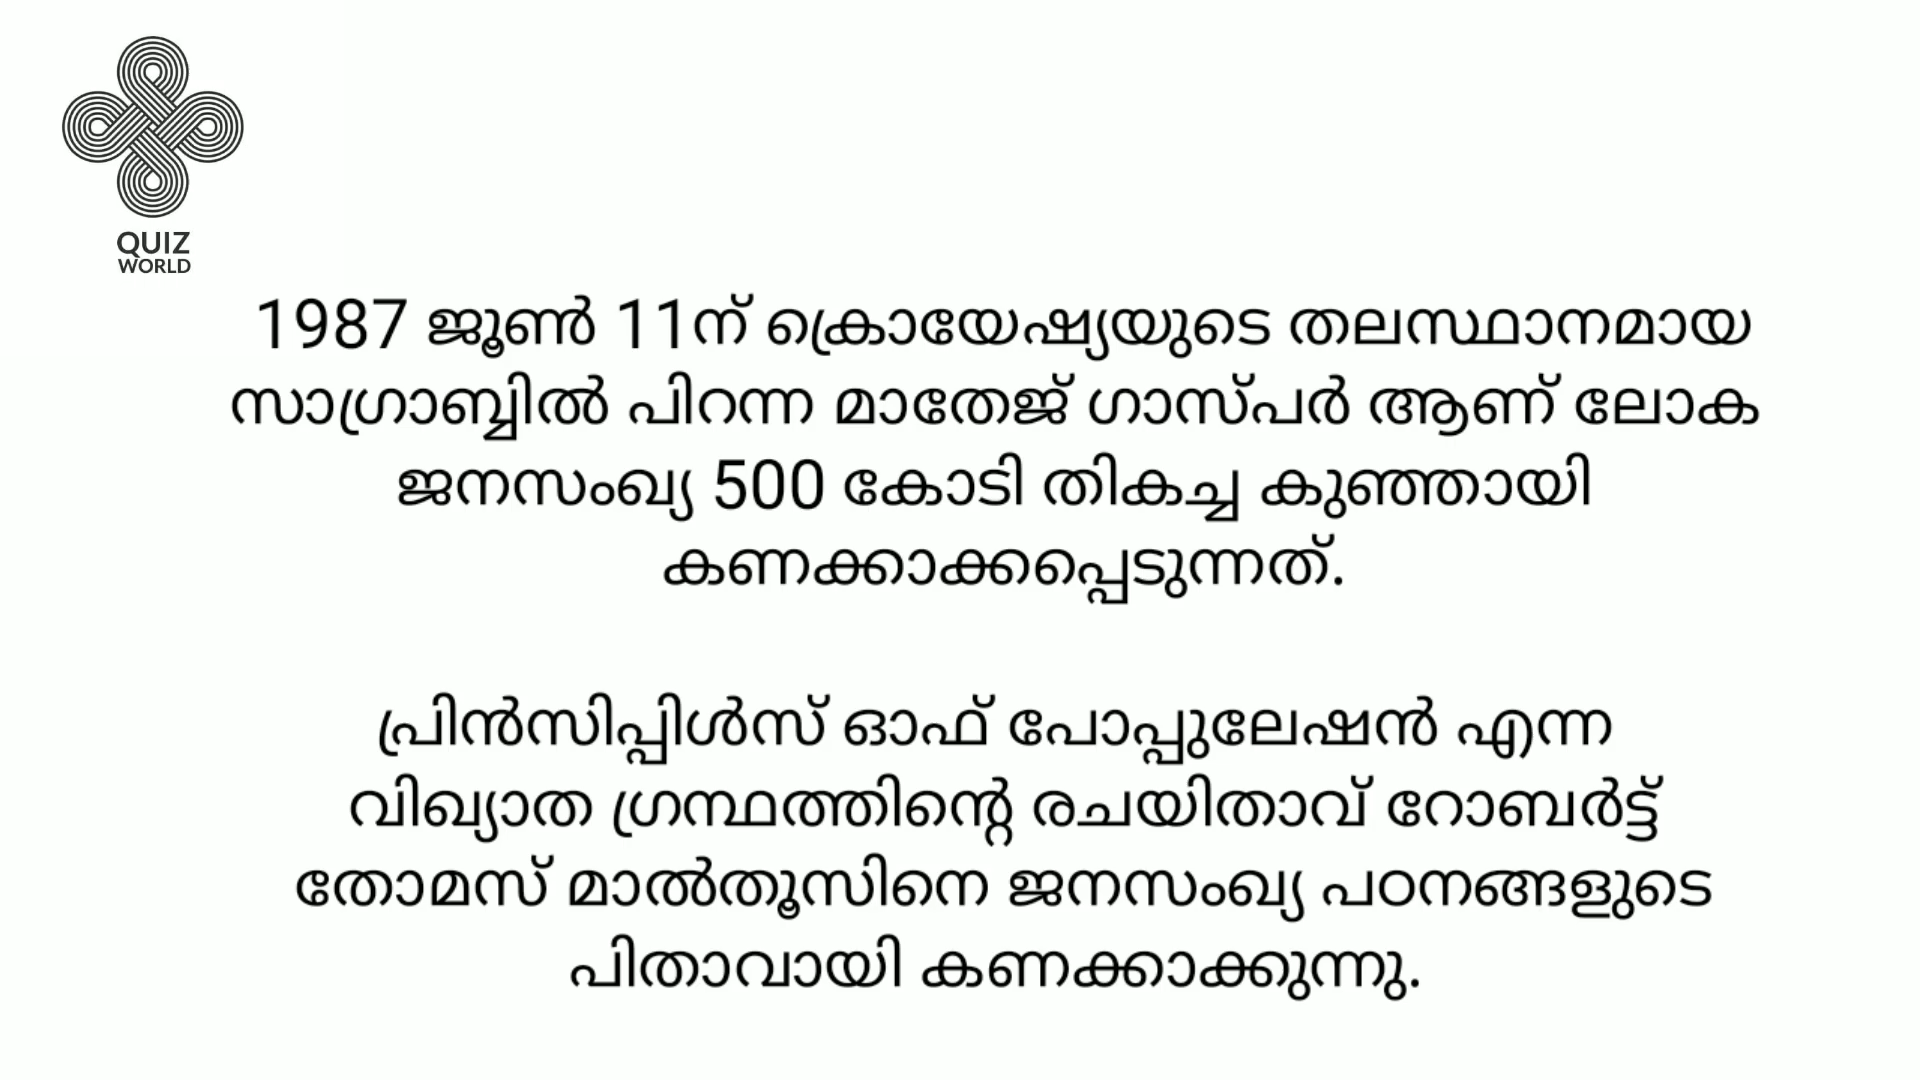 QUIZ
WORLD
1987 ജൂൺ 11ന് ക്രൊയേഷ്യയുടെ തലസ്ഥാനമായ
സാഗ്രാബ്ബിൽ പിറന്ന മാതേജ് ഗാസ്പർ ആണ് ലോക
ജനസംഖ്യ 500 കോടി തികച്ച കുഞ്ഞായി
കണക്കാക്കപ്പെടുന്നത്.
പ്രിൻസിപ്പിൾസ് ഓഫ് പോപ്പുലേഷൻ എന്ന
വിഖ്യാത ഗ്രന്ഥത്തിന്റെ രചയിതാവ് റോബർട്ട്
തോമസ് മാൽതൂസിനെ ജനസംഖ്യ പഠനങ്ങളുടെ
പിതാവായി കണക്കാക്കുന്നു.